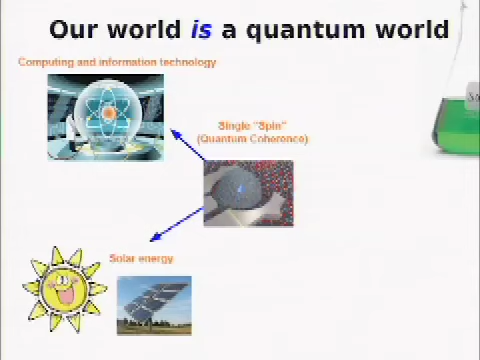 Our world is a quantum world
Computing and information technology
Single "Spin"
(Quantum Coherence)
Solar energy